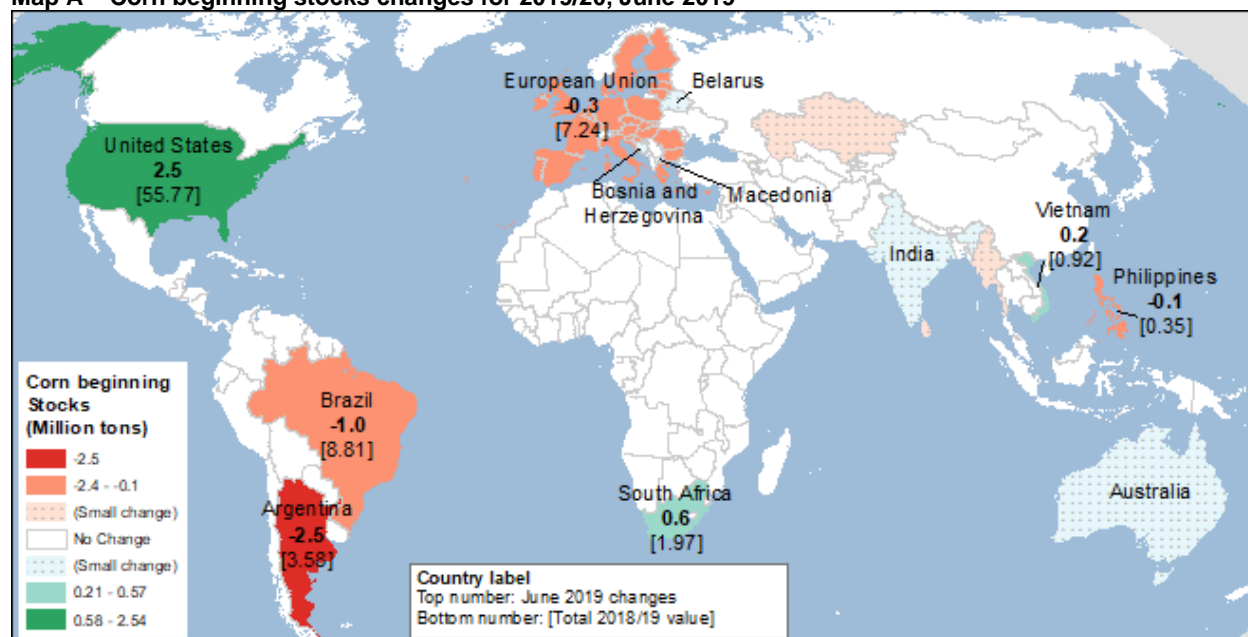 Map A – Corn beginning stocks changes for 2019/20, June 2019
European Union
-0.3
[7.24]
Belarus
United States
2.5
[55.77]
Bosnia and
Herzegovina
Macedonia
Vietnam
0.2
[0.92]
India
Philippines
-0.1
[0.35]
Brazil
-1.0
[8.81]
South Africa
0.6
[1.97]
Australia
Argentina
-2.5
[3.58]
Corn beginning
Stocks
(Million tons)
-2.5
-2.4 - -0.1
(Small change)
No Change
(Small change)
0.21 - 0.57
0.58 - 2.54
Country label
Top number: June 2019 changes
Bottom number: [Total 2018/19 value]